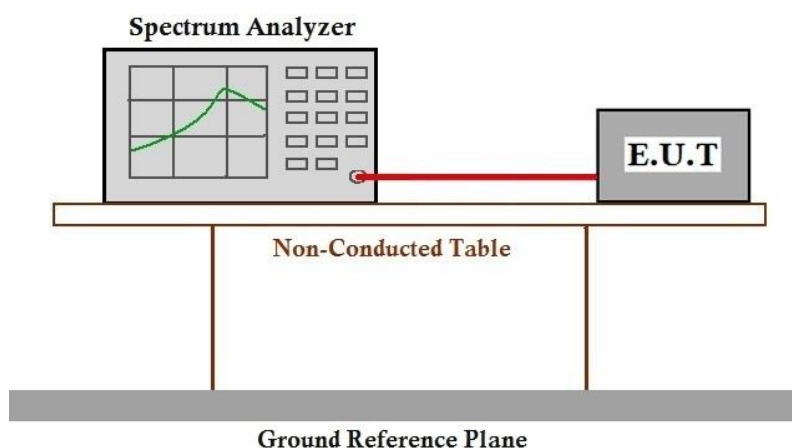 Spectrum Analyzer
E.U.T
Non-Conducted Table
Ground Reference Plane